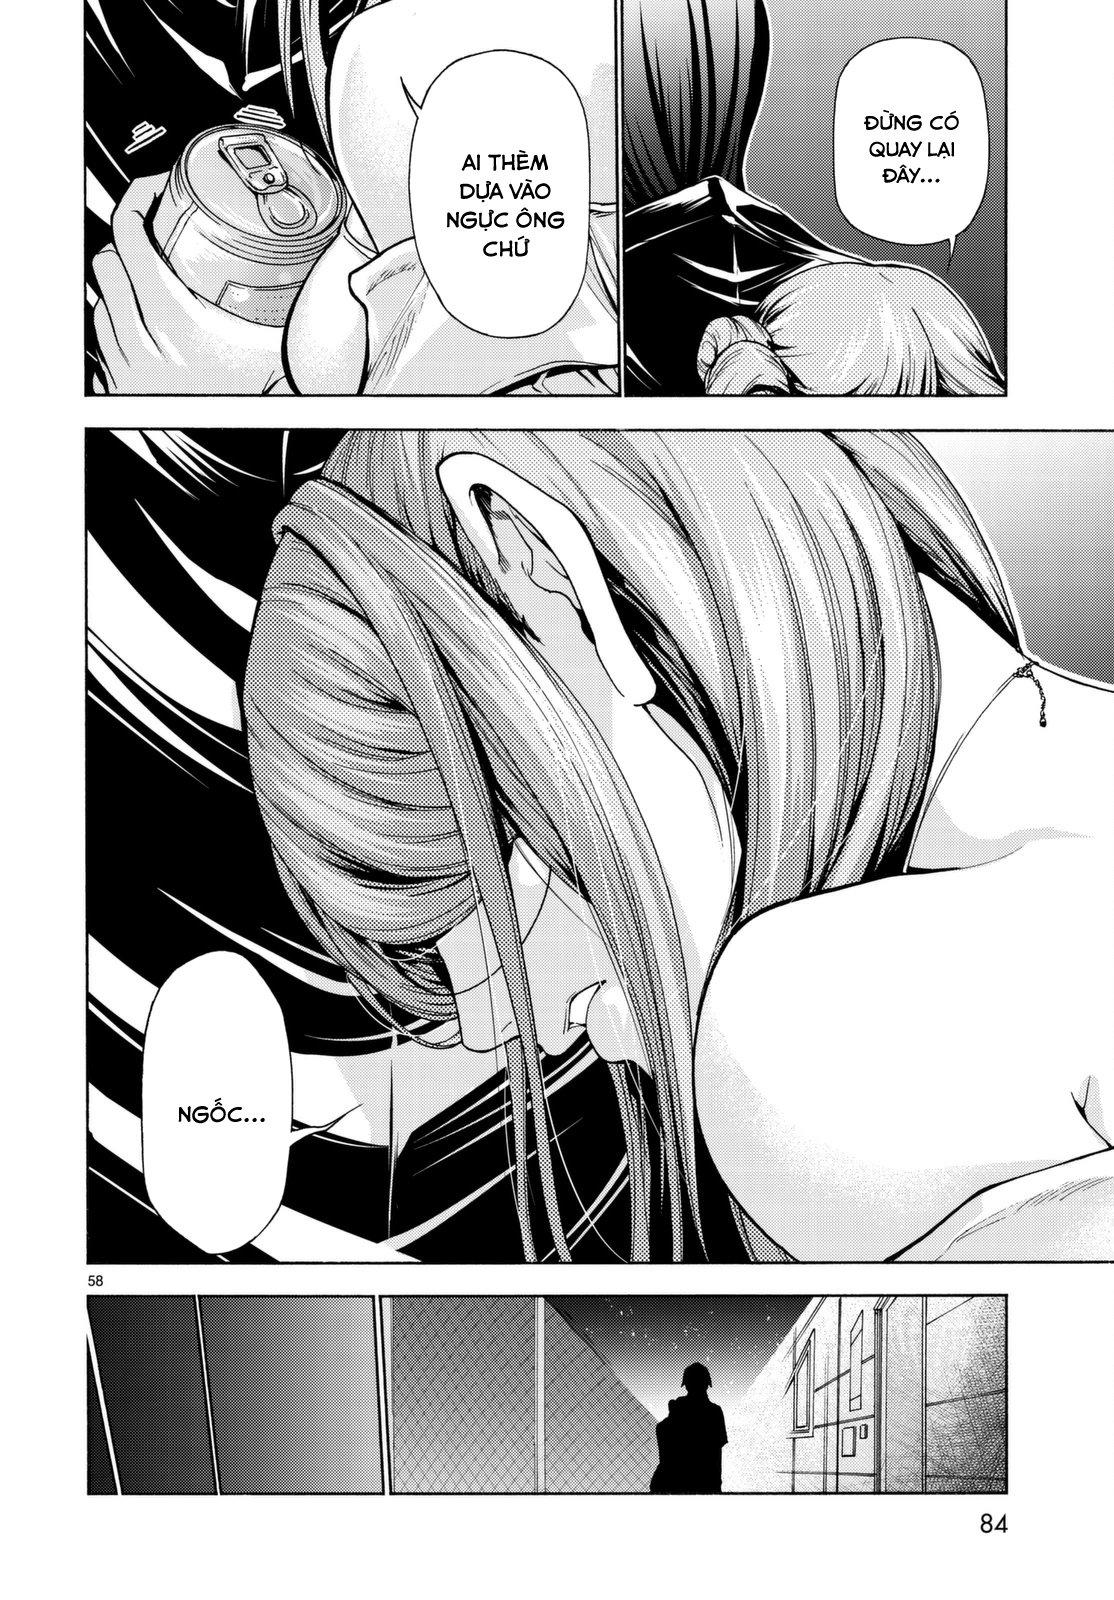 ĐỪNG CÓ
QUAY LẠI
ĐÂY...
AI THÈM
DỰA VÀO
NGỰC ÔNG
CHỨ
NGỐC...
58
84